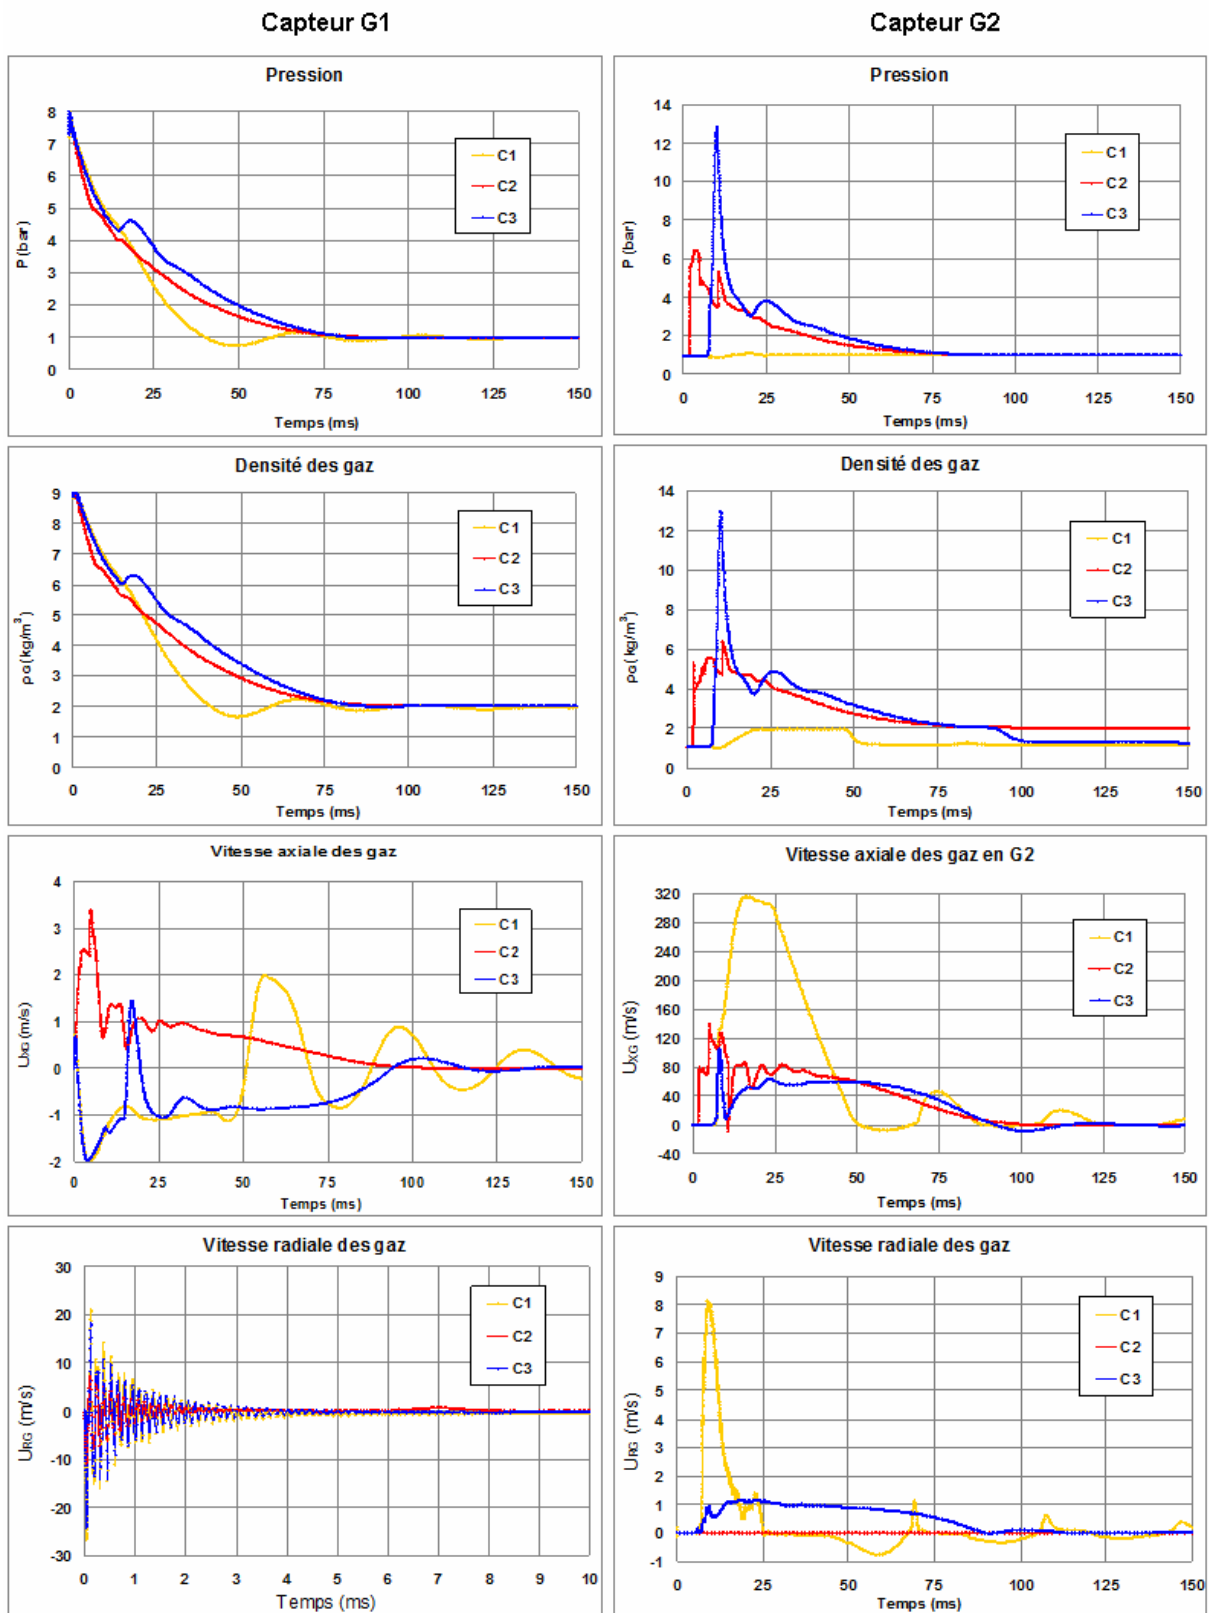 Capteur G1
Capteur G2
Pression
8
7
6
5
4
3
2
1
0
P (bar)
C1
C2
C3
0 25 50 75 100 125 150
Temps (ms)
Pression
14
12
10
8
6
4
2
0
P (bar)
C1
C2
C3
0 25 50 75 100 125 150
Temps (ms)
Densité des gaz
9
8
7
6
5
4
3
2
1
0
ρG (kg/m³)
C1
C2
C3
0 25 50 75 100 125 150
Temps (ms)
Densité des gaz
14
12
10
8
6
4
2
0
ρG (kg/m³)
C1
C2
C3
0 25 50 75 100 125 150
Temps (ms)
Vitesse axiale des gaz
4
3
2
1
0
-1
-2
UXG (m/s)
C1
C2
C3
0 25 50 75 100 125 150
Temps (ms)
Vitesse axiale des gaz en G2
320
280
240
200
160
120
80
40
0
-40
UXG (m/s)
C1
C2
C3
0 25 50 75 100 125 150
Temps (ms)
Vitesse radiale des gaz
30
20
10
0
-10
-20
-30
URG (m/s)
C1
C2
C3
0 1 2 3 4 5 6 7 8 9 10
Temps (ms)
Vitesse radiale des gaz
9
8
7
6
5
4
3
2
1
0
-1
URG (m/s)
C1
C2
C3
0 25 50 75 100 125 150
Temps (ms)